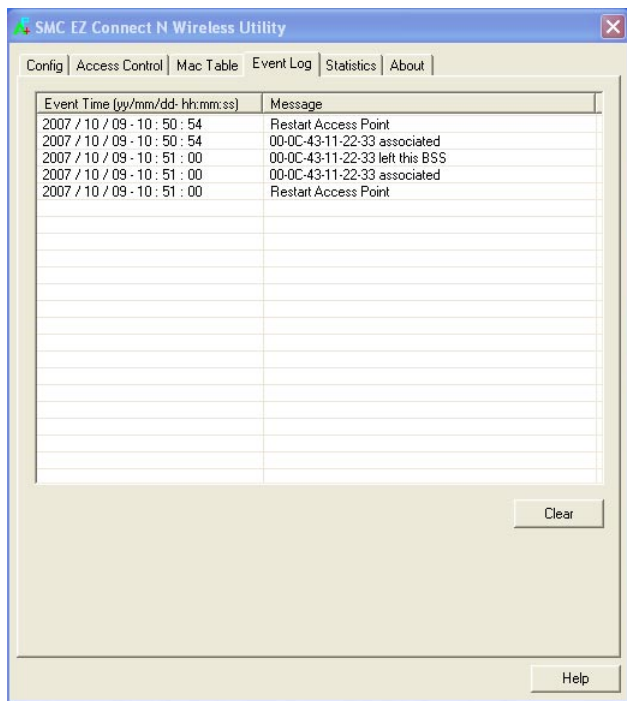 SMC EZ Connect N Wireless Utility
Config Access Control Mac Table Event Log Statistics About
Event Time (yy/mm/dd- hh:mm:ss) Message
2007 / 10 / 09 - 10 : 50 : 54 Restart Access Point
2007 / 10 / 09 - 10 : 50 : 54 00-0C-43-11-22-33 associated
2007 / 10 / 09 - 10 : 51 : 00 00-0C-43-11-22-33 left this BSS
2007 / 10 / 09 - 10 : 51 : 00 00-0C-43-11-22-33 associated
2007 / 10 / 09 - 10 : 51 : 00 Restart Access Point
Clear
Help